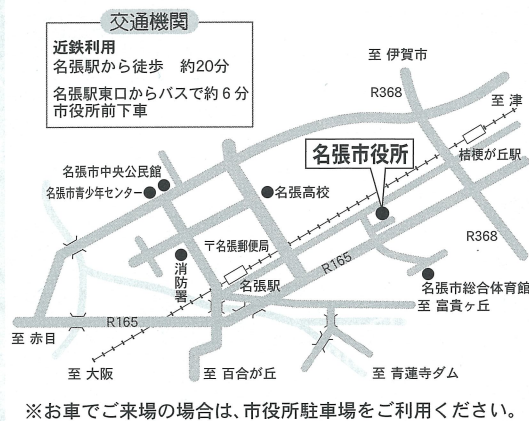 交通機関
近鉄利用
名張駅から徒歩　約20分
名張駅東口からバスで約6分
市役所前下車
至 伊賀市
R368
至 津
桔梗が丘駅
名張市役所
名張市中央公民館
名張市青少年センター
名張高校
R368
〒名張郵便局
消防署
名張駅
R165
名張市総合体育館
至 富貴ヶ丘
R165
至 赤目
至 大阪
至 百合が丘
至 青蓮寺ダム
※お車でご来場の場合は、市役所駐車場をご利用ください。